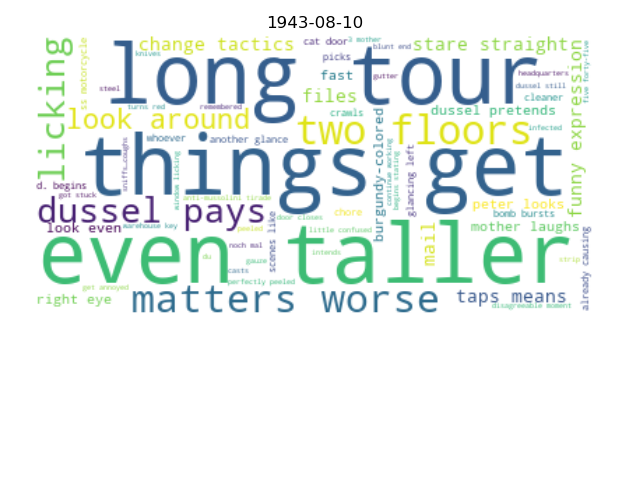 1943-08-10
licking
ss motorcycle
knives
change tactics
cat door
3 mother
blunt end
stare straight
funny expression
five forty-five
long tour
picks
fast
gutter
headquarters
dussel still
steel
files
cleaner
turns red
remembered
crawls
dussel pretends
look around
two floors
infected
whoever
another glance
burgundy-colored
continue working
begins stating
glancing left
sniffs_coughs
window licking
things get
d. begins
got stuck
anti-mussolini tirade
chore
peter looks
bomb bursts
dussel pays
look even
warehouse key
peeled
scenes like
door closes
little confused
mail
mother laughs
already causing
noch mal
du
gauze
intends
strip
even taller
casts
perfectly peeled
get annoyed
right eye
matters worse
taps means
disagreeable moment